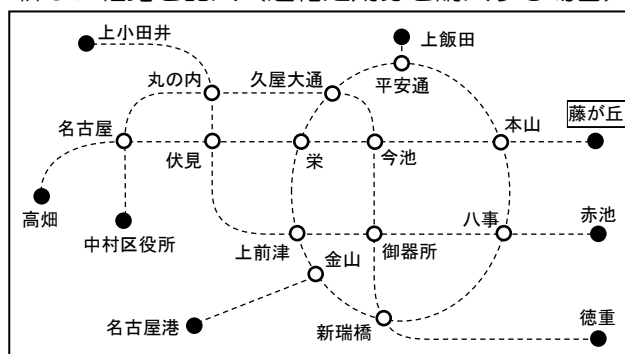 上小田井
上飯田
丸の内
久屋大通
平安通
名古屋
本山
藤が丘
伏見
栄
今池
高畑
中村区役所
八事
赤池
上前津
金山
御器所
名古屋港
新瑞橋
徳重